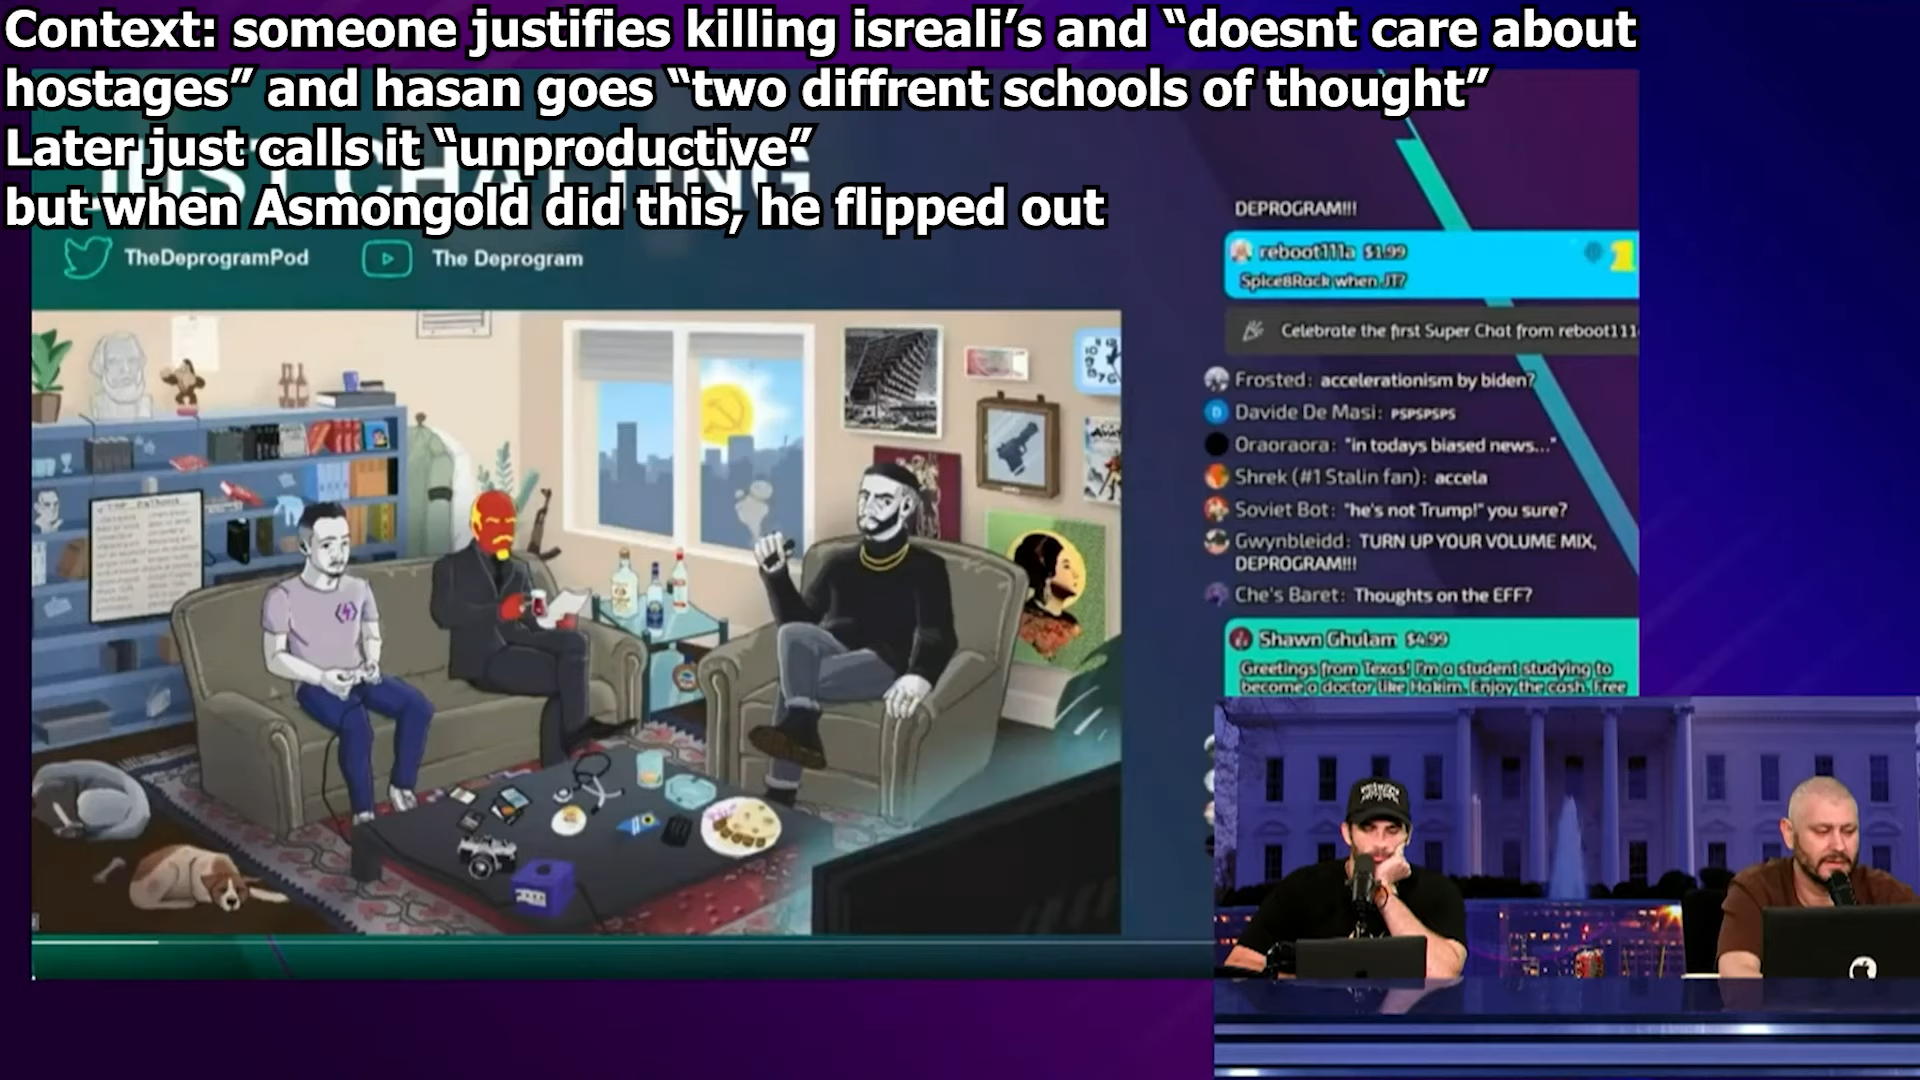 Context: someone justifies killing isreali’s and “doesnt care about
hostages” and hasan goes “two diffrent schools of thought”
Later just calls it “unproductive”
but when Asmongold did this, he flipped out
JUST CHATTING
TheDeprogramPod
The Deprogram
DEPROGRAM!!!
reboot111a $1.99
Spice8Rack when JT?
Celebrate the first Super Chat from reboot111
Frosted: accelerationism by biden?
Davide De Masi: PSPSPSPS
Oraoraora: "in todays biased news..."
Shrek (#1 Stalin fan): accela
Soviet Bot: "he's not Trump!" you sure?
Gwynbleidd: TURN UP YOUR VOLUME MIX,
DEPROGRAM!!!
Che's Baret: Thoughts on the EFF?
Shawn Ghulam $4.99
Greetings from Texas! I'm a student studying to
become a doctor like Hakim. Enjoy the cash. Free